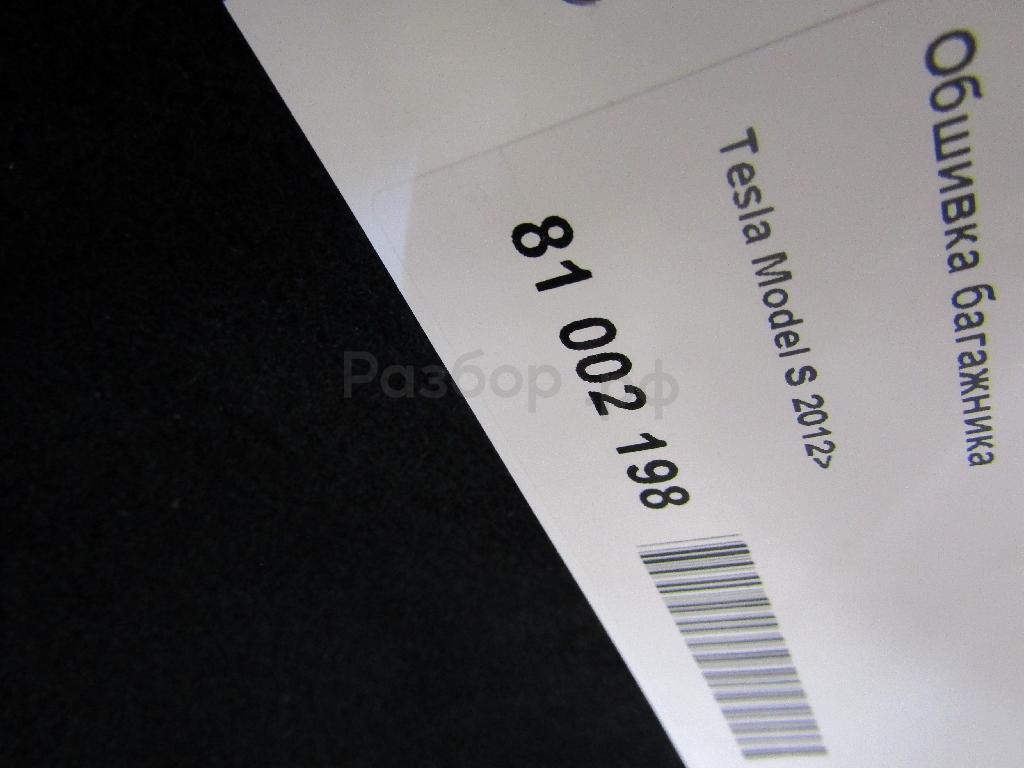 Обшивка багажника
Tesla Model S 2012>
81 002 198
Разбор рф